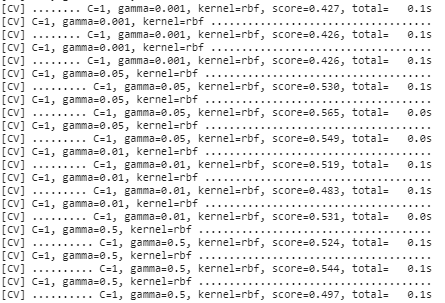 [CV] ........ C=1, gamma=0.001, kernel=rbf, score=0.427, total=   0.1s
[CV] C=1, gamma=0.001, kernel=rbf ....................................
[CV] ........ C=1, gamma=0.001, kernel=rbf, score=0.426, total=   0.1s
[CV] C=1, gamma=0.001, kernel=rbf ....................................
[CV] ........ C=1, gamma=0.001, kernel=rbf, score=0.426, total=   0.1s
[CV] C=1, gamma=0.05, kernel=rbf .....................................
[CV] ......... C=1, gamma=0.05, kernel=rbf, score=0.530, total=   0.1s
[CV] C=1, gamma=0.05, kernel=rbf .....................................
[CV] ......... C=1, gamma=0.05, kernel=rbf, score=0.565, total=   0.0s
[CV] C=1, gamma=0.05, kernel=rbf .....................................
[CV] ......... C=1, gamma=0.05, kernel=rbf, score=0.549, total=   0.0s
[CV] C=1, gamma=0.01, kernel=rbf .....................................
[CV] ......... C=1, gamma=0.01, kernel=rbf, score=0.519, total=   0.1s
[CV] C=1, gamma=0.01, kernel=rbf .....................................
[CV] ......... C=1, gamma=0.01, kernel=rbf, score=0.483, total=   0.1s
[CV] C=1, gamma=0.01, kernel=rbf .....................................
[CV] ......... C=1, gamma=0.01, kernel=rbf, score=0.531, total=   0.0s
[CV] C=1, gamma=0.5, kernel=rbf ......................................
[CV] .......... C=1, gamma=0.5, kernel=rbf, score=0.524, total=   0.1s
[CV] C=1, gamma=0.5, kernel=rbf ......................................
[CV] .......... C=1, gamma=0.5, kernel=rbf, score=0.544, total=   0.1s
[CV] C=1, gamma=0.5, kernel=rbf ......................................
[CV] .......... C=1, gamma=0.5, kernel=rbf, score=0.497, total=   0.1s